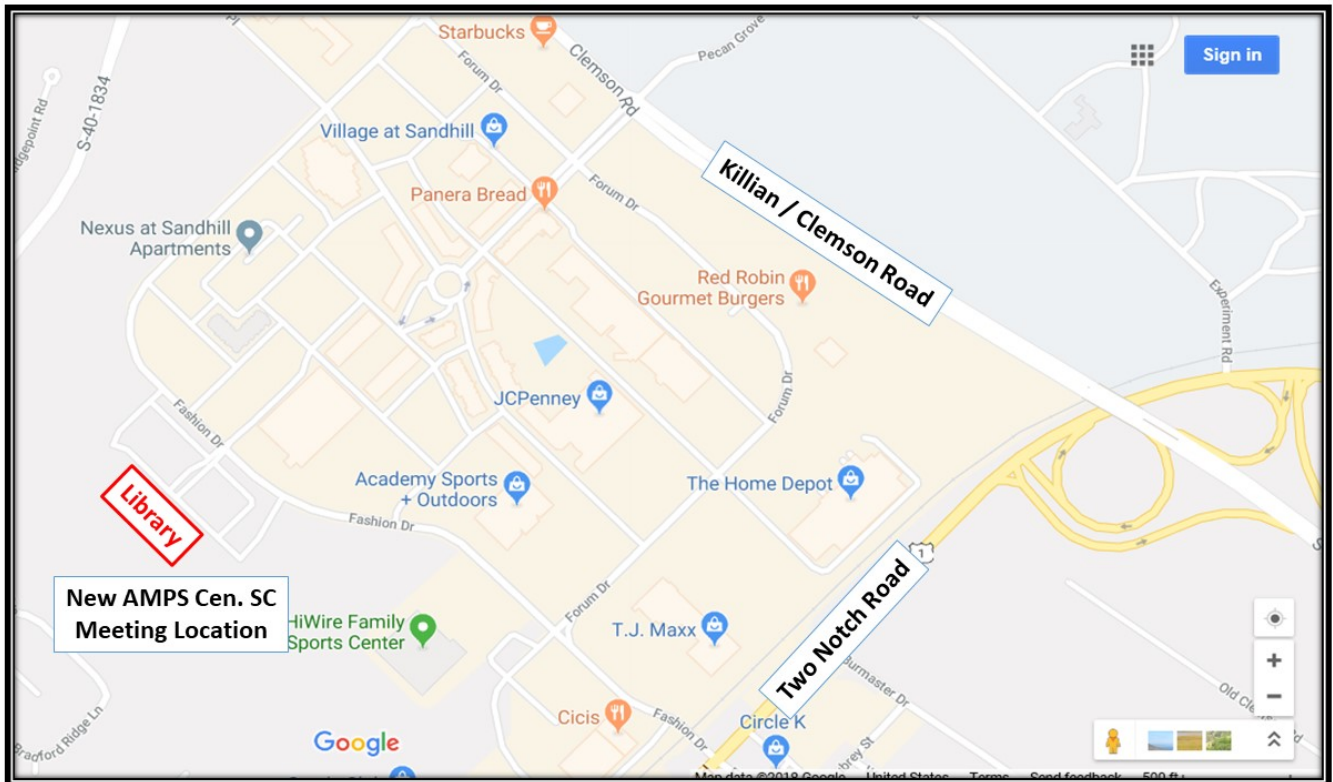 Starbucks
Pl
Forum Dr
Clemson Rd
Pecan Grove
Sign in
S-40-1834
Village at Sandhill
Panera Bread
Forum Dr
Killian / Clemson Road
Nexus at Sandhill
Apartments
Red Robin
Gourmet Burgers
Experiment Rd
JCPenney
Forum Dr
Fashion Dr
Academy Sports
+ Outdoors
The Home Depot
Library
Fashion Dr
1
New AMPS Cen. SC
Meeting Location
HiWire Family
Sports Center
Forum Dr
T.J. Maxx
Two Notch Road
Burmaster Dr
Cicis
Fashion Dr
Circle K
Bradford Ridge Ln
Google
Map data ©2018 Google United States Terms Send feedback 500 ft